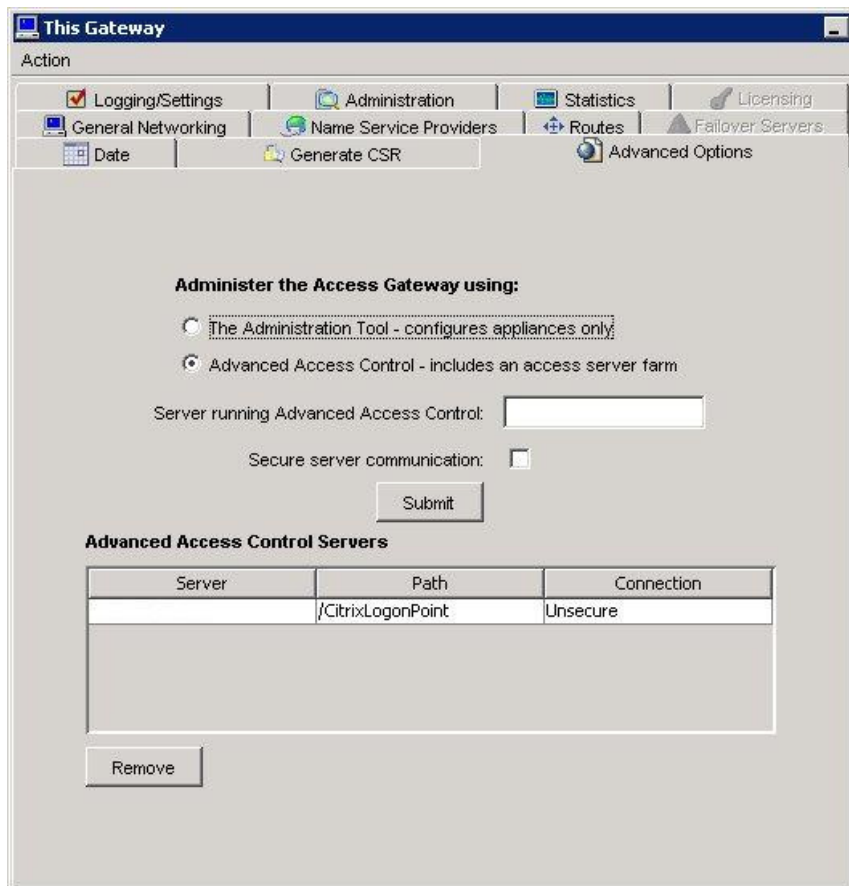 This Gateway
Action
Logging/Settings
Administration
Statistics
Licensing
General Networking
Name Service Providers
Routes
Failover Servers
Date
Generate CSR
Advanced Options
Administer the Access Gateway using:
The Administration Tool - configures appliances only
Advanced Access Control - includes an access server farm
Server running Advanced Access Control:
Secure server communication:
Submit
Advanced Access Control Servers
Server Path Connection
/CitrixLogonPoint Unsecure
Remove